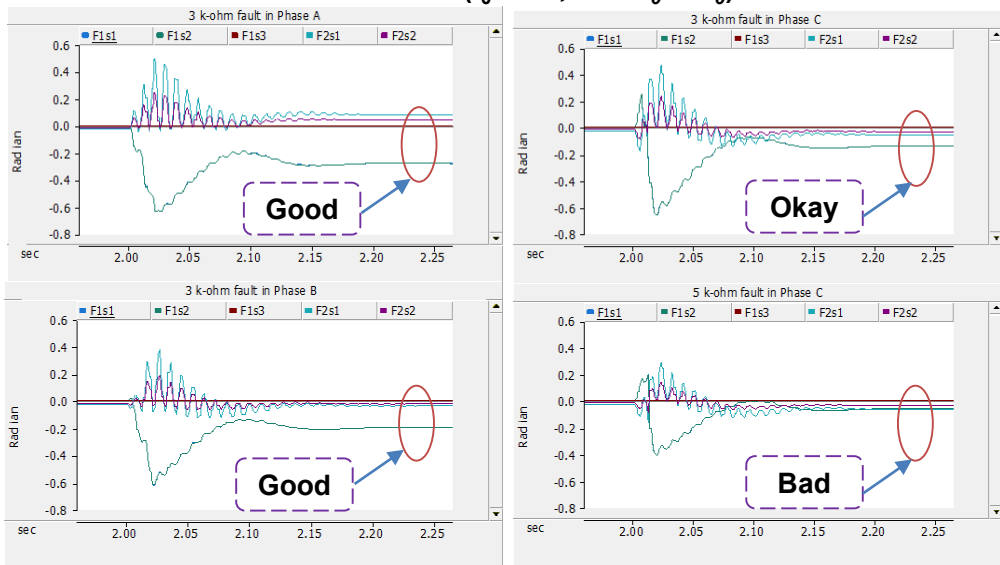 3 k-ohm fault in Phase A
F1s1 F1s2 F1s3 F2s1 F2s2
0.6
0.4
0.2
0.0
-0.2
-0.4
-0.6
-0.8
Radian
Good
sec 2.00 2.05 2.10 2.15 2.20 2.25
3 k-ohm fault in Phase C
F1s1 F1s2 F1s3 F2s1 F2s2
0.6
0.4
0.2
0.0
-0.2
-0.4
-0.6
-0.8
Radian
Okay
sec 2.00 2.05 2.10 2.15 2.20 2.25
3 k-ohm fault in Phase B
F1s1 F1s2 F1s3 F2s1 F2s2
0.6
0.4
0.2
0.0
-0.2
-0.4
-0.6
-0.8
Radian
Good
sec 2.00 2.05 2.10 2.15 2.20 2.25
5 k-ohm fault in Phase C
F1s1 F1s2 F1s3 F2s1 F2s2
0.6
0.4
0.2
0.0
-0.2
-0.4
-0.6
-0.8
Radian
Bad
sec 2.00 2.05 2.10 2.15 2.20 2.25